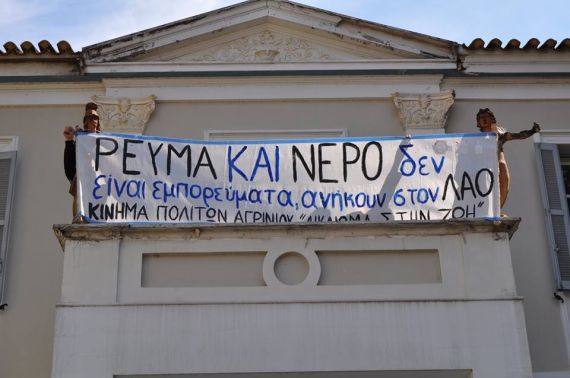 ΡΕΥΜΑ ΚΑΙ ΝΕΡΟ δεν
είναι εμπορεύματα, ανήκουν στον ΛΑΟ
ΚΙΝΗΜΑ ΠΟΛΙΤΩΝ ΑΓΡΙΝΙΟΥ "ΔΙΚΑΙΩΜΑ ΣΤΗΝ ΖΩΗ"